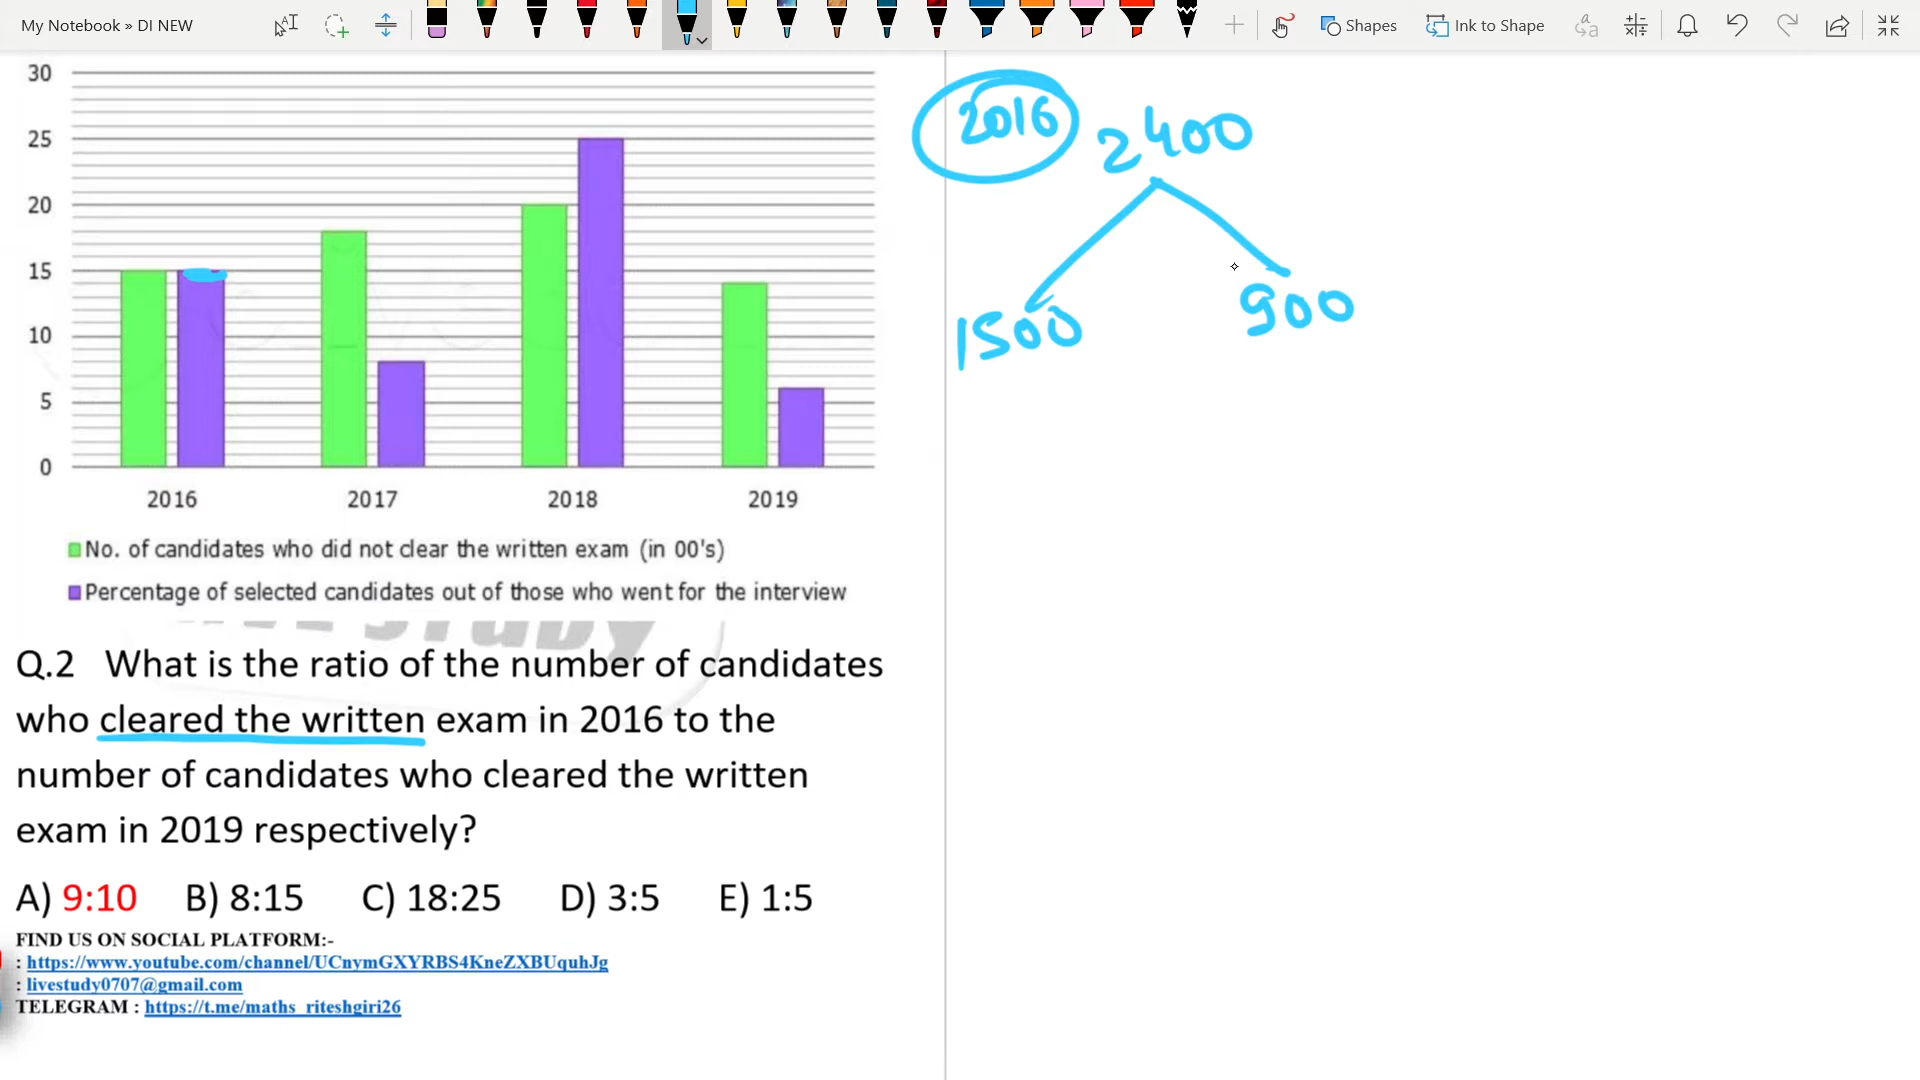 My Notebook » DI NEW
Shapes
Ink to Shape
30
25
20
15
10
5
0
2016 2017 2018 2019
No. of candidates who did not clear the written exam (in 00's)
Percentage of selected candidates out of those who went for the interview
Q.2 What is the ratio of the number of candidates
who cleared the written exam in 2016 to the
number of candidates who cleared the written
exam in 2019 respectively?
A) 9:10 B) 8:15 C) 18:25 D) 3:5 E) 1:5
FIND US ON SOCIAL PLATFORM:-
: https://www.youtube.com/channel/UCnymGXYRBS4KneZXBUquhJg
: livestudy0707@gmail.com
TELEGRAM : https://t.me/maths_riteshgiri26
2016 2400
1500 900